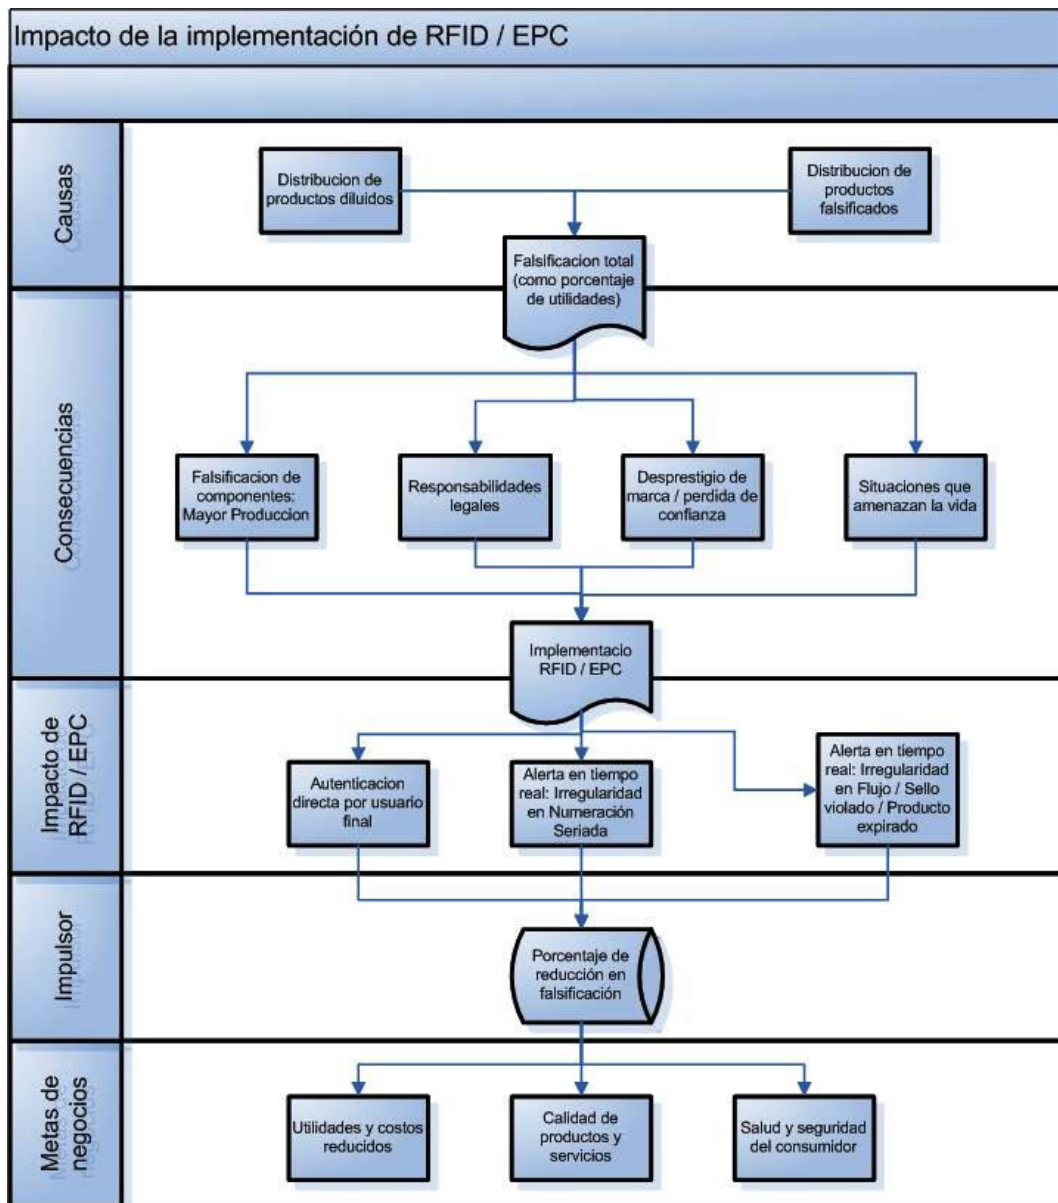 Impacto de la implementación de RFID / EPC
Causas
Distribucion de
productos diluidos
Distribucion de
productos
falsificados
Falsificacion total
(como porcentaje
de utilidades)
Consecuencias
Falsificacion de
componentes:
Mayor Produccion
Responsabilidades
legales
Desprestigio de
marca / perdida de
confianza
Situaciones que
amenazan la vida
Implementacio
RFID / EPC
Impacto de
RFID / EPC
Autenticacion
directa por usuario
final
Alerta en tiempo
real: Irregularidad
en Numeración
Seriada
Alerta en tiempo
real: Irregularidad
en Flujo / Sello
violado / Producto
expirado
Impulsor
Porcentaje de
reducción en
falsificación
Metas de
negocios
Utilidades y costos
reducidos
Calidad de
productos y
servicios
Salud y seguridad
del consumidor